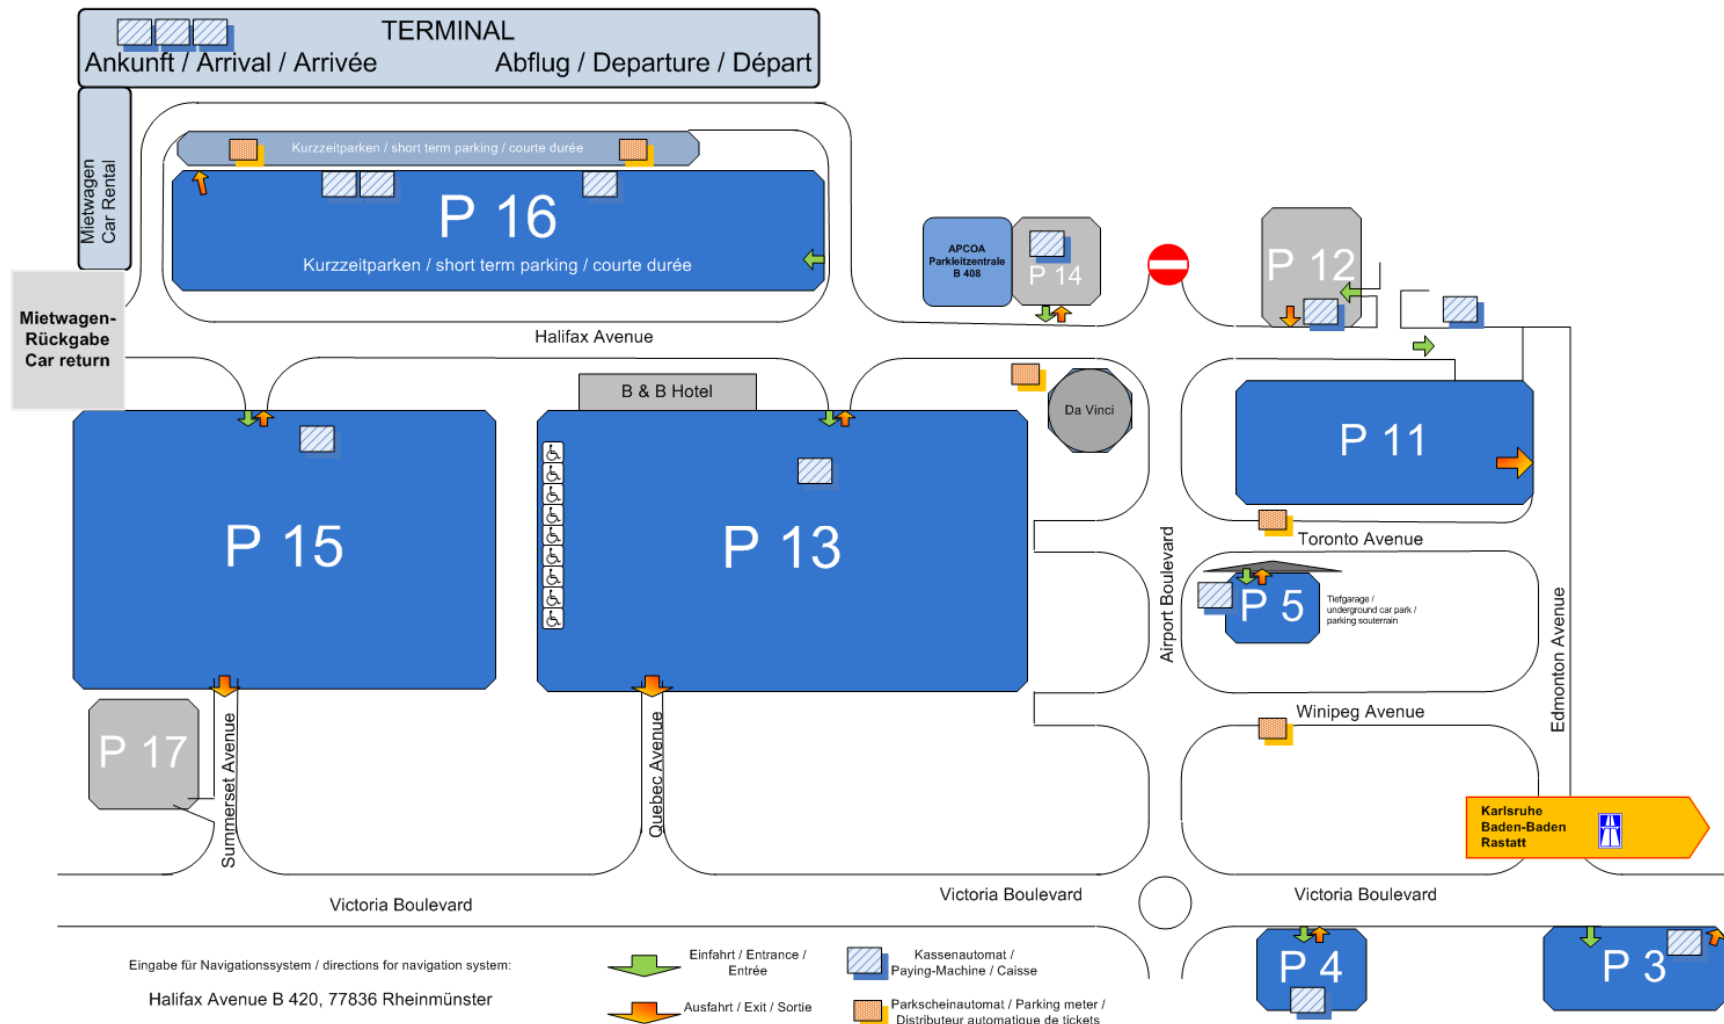 TERMINAL
Ankunft / Arrival / Arrivée
Abflug / Departure / Départ
Mietwagen
Car Rental
Kurzzeitparken / short term parking / courte durée
P 16
Kurzzeitparken / short term parking / courte durée
Mietwagen-
Rückgabe
Car return
Halifax Avenue
APCOA
Parkleitzentrale
B 408
P 14
P 12
B & B Hotel
Da Vinci
P 11
P 15
P 13
Toronto Avenue
Airport Boulevard
P 5
Tiefgarage /
underground car park /
parking souterrain
Edmonton Avenue
Winipeg Avenue
P 17
Summerset Avenue
Quebec Avenue
Karlsruhe
Baden-Baden
Rastatt
Victoria Boulevard
Victoria Boulevard
Victoria Boulevard
P 4
P 3
Eingabe für Navigationssystem / directions for navigation system:
Halifax Avenue B 420, 77836 Rheinmünster
Einfahrt / Entrance /
Entrée
Ausfahrt / Exit / Sortie
Kassenautomat /
Paying-Machine / Caisse
Parkscheinautomat / Parking meter /
Distributeur automatique de tickets